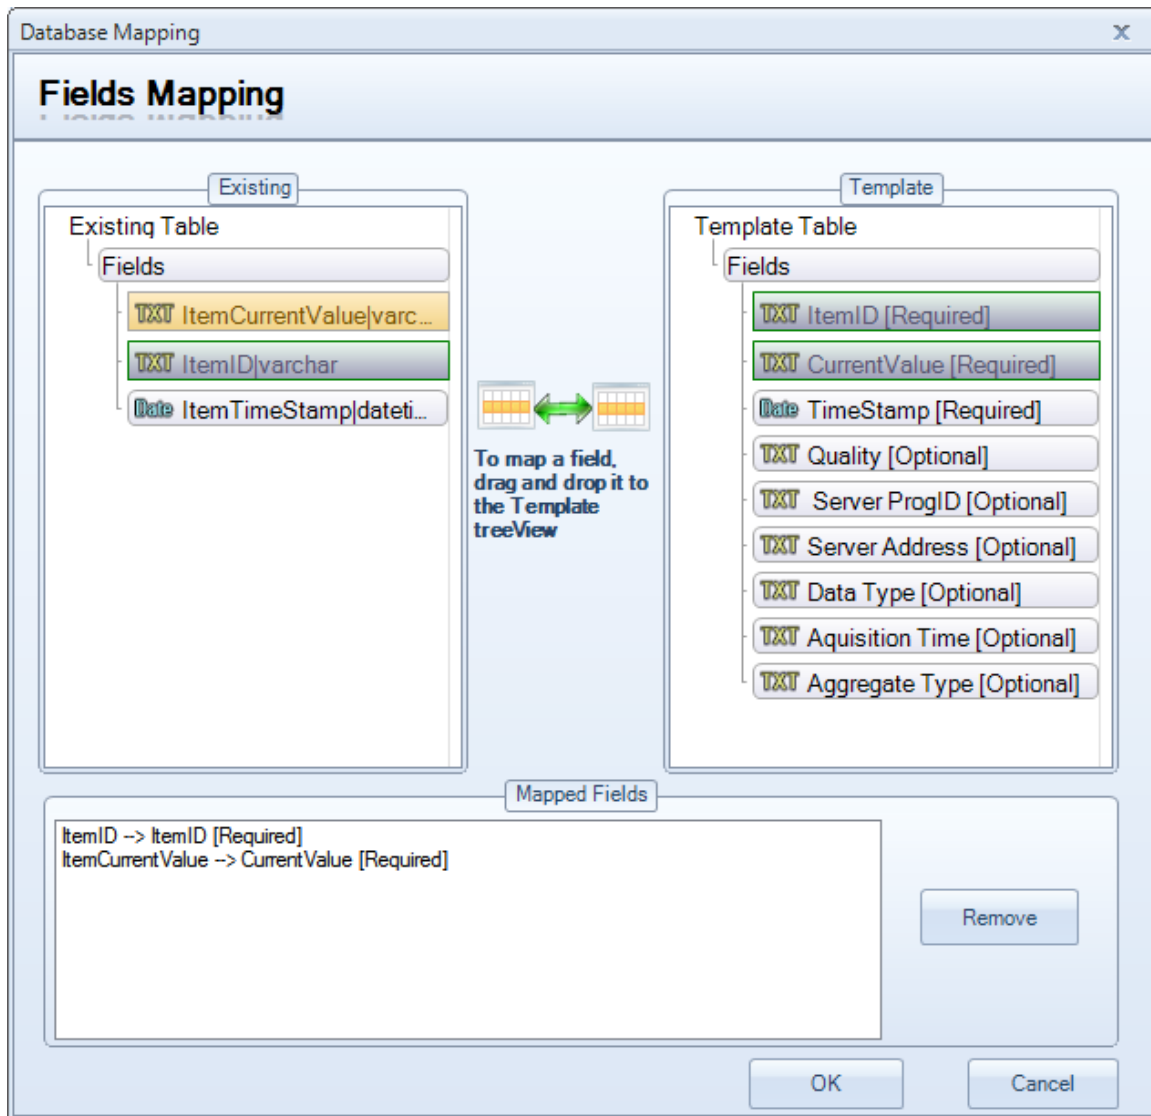 Database Mapping
x
Fields Mapping
Existing
Existing Table
Fields
TXT ItemCurrentValue|varc...
TXT ItemID|varchar
Date ItemTimeStamp|dateti...
To map a field,
drag and drop it to
the Template
treeView
Template
Template Table
Fields
TXT ItemID [Required]
TXT CurrentValue [Required]
Date TimeStamp [Required]
TXT Quality [Optional]
TXT Server ProgID [Optional]
TXT Server Address [Optional]
TXT Data Type [Optional]
TXT Aquisition Time [Optional]
TXT Aggregate Type [Optional]
Mapped Fields
ItemID --> ItemID [Required]
ItemCurrentValue --> CurrentValue [Required]
Remove
OK
Cancel